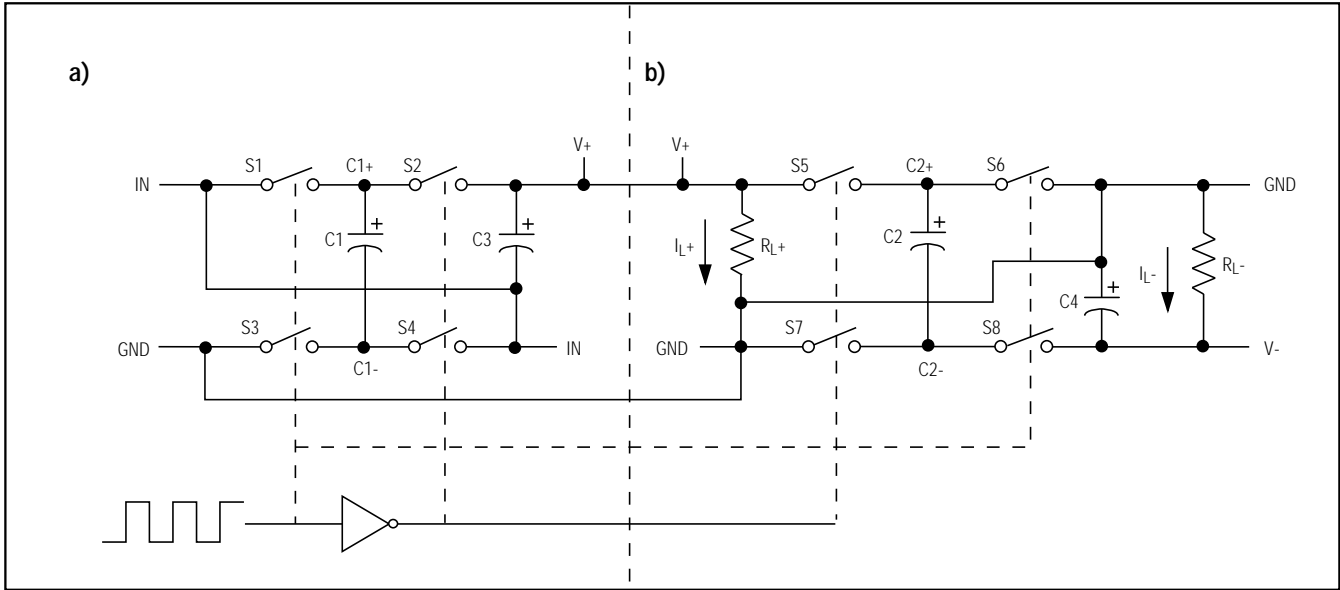 a)
b)
V+
V+
S1
C1+
S2
S5
C2+
S6
IN
GND
C1
+
C3
+
IL+
RL+
C2
+
IL-
RL-
C4
+
S3
S4
S7
S8
GND
C1-
IN
GND
C2-
V-